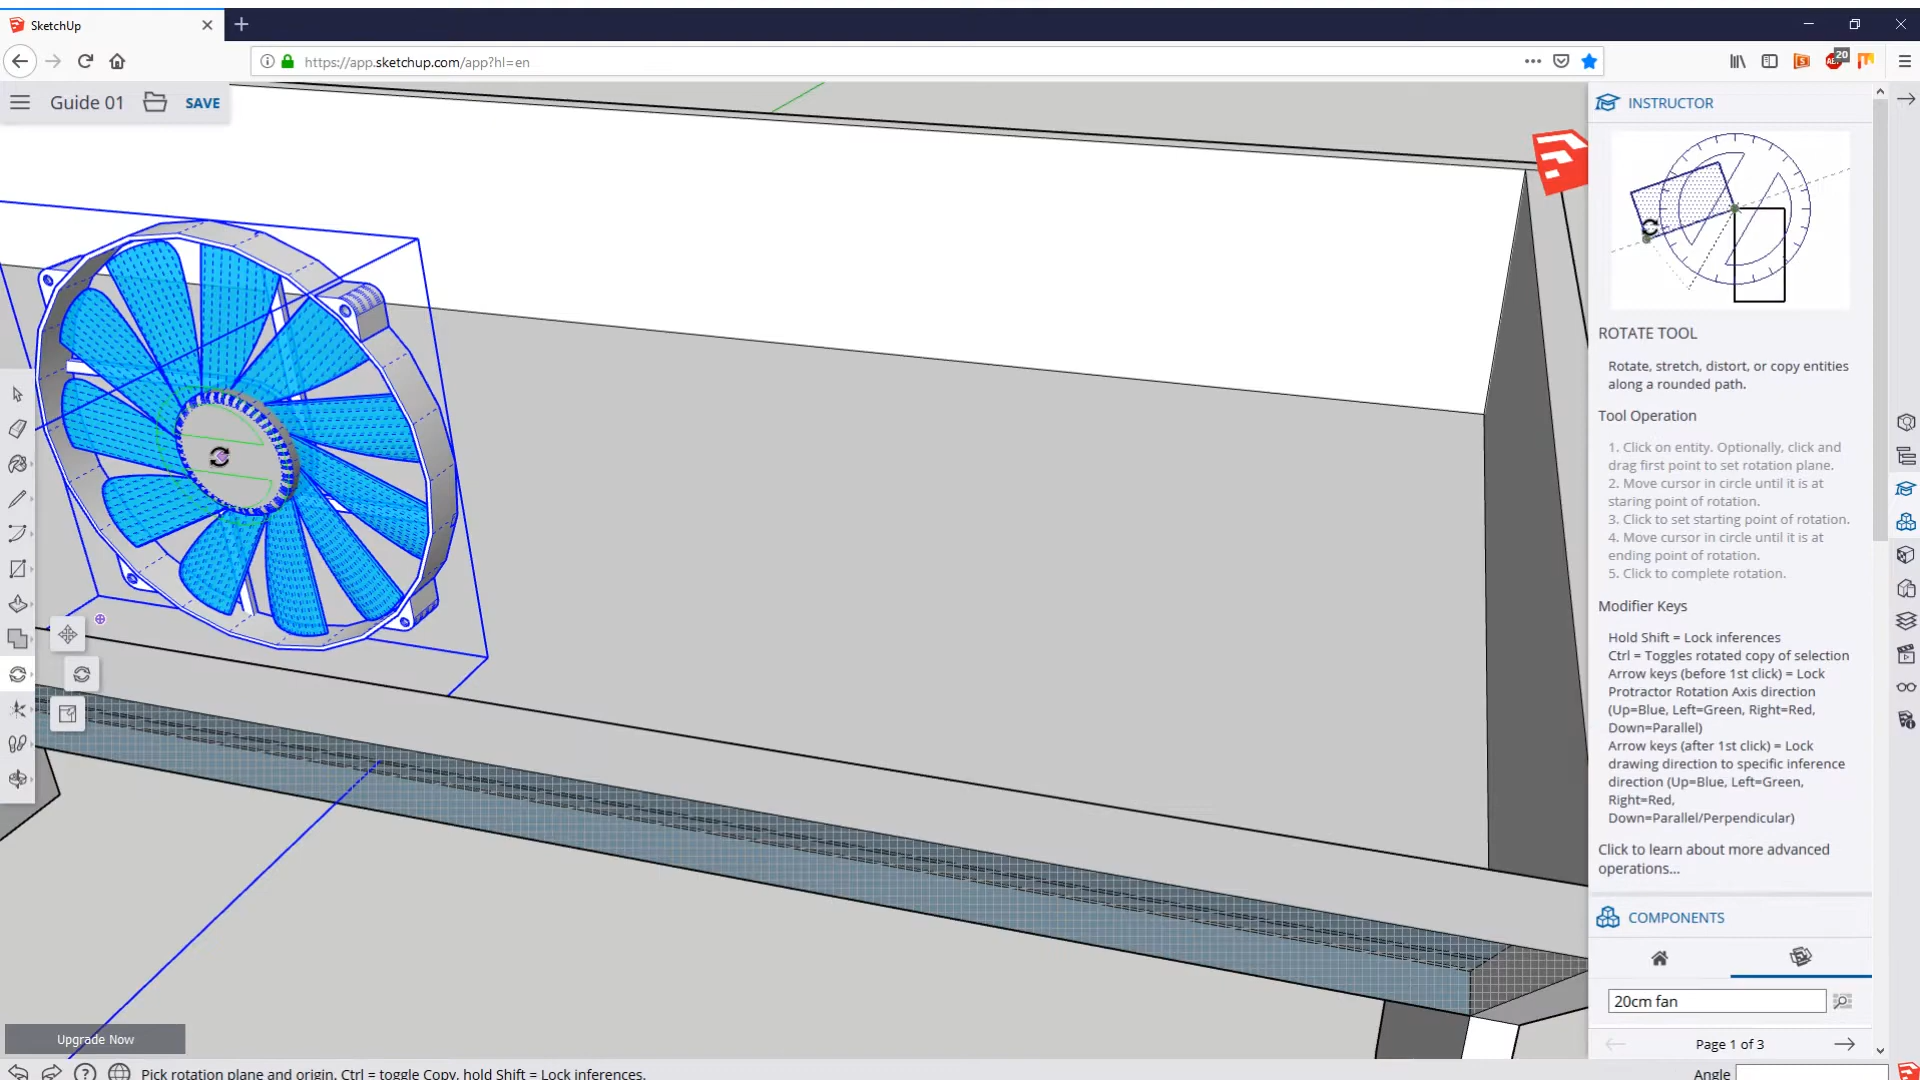 SketchUp
https://app.sketchup.com/app?hl=en
20
Guide 01
SAVE
INSTRUCTOR
ROTATE TOOL
Rotate, stretch, distort, or copy entities
along a rounded path.
Tool Operation
1. Click on entity. Optionally, click and
drag first point to set rotation plane.
2. Move cursor in circle until it is at
staring point of rotation.
3. Click to set starting point of rotation.
4. Move cursor in circle until it is at
ending point of rotation.
5. Click to complete rotation.
Modifier Keys
Hold Shift = Lock inferences
Ctrl = Toggles rotated copy of selection
Arrow keys (before 1st click) = Lock
Protractor Rotation Axis direction
(Up=Blue, Left=Green, Right=Red,
Down=Parallel)
Arrow keys (after 1st click) = Lock
drawing direction to specific inference
direction (Up=Blue, Left=Green,
Right=Red,
Down=Parallel/Perpendicular)
Click to learn about more advanced
operations...
COMPONENTS
20cm fan
Page 1 of 3
Upgrade Now
Pick rotation plane and origin. Ctrl = toggle Copy, hold Shift = Lock inferences.
Angle